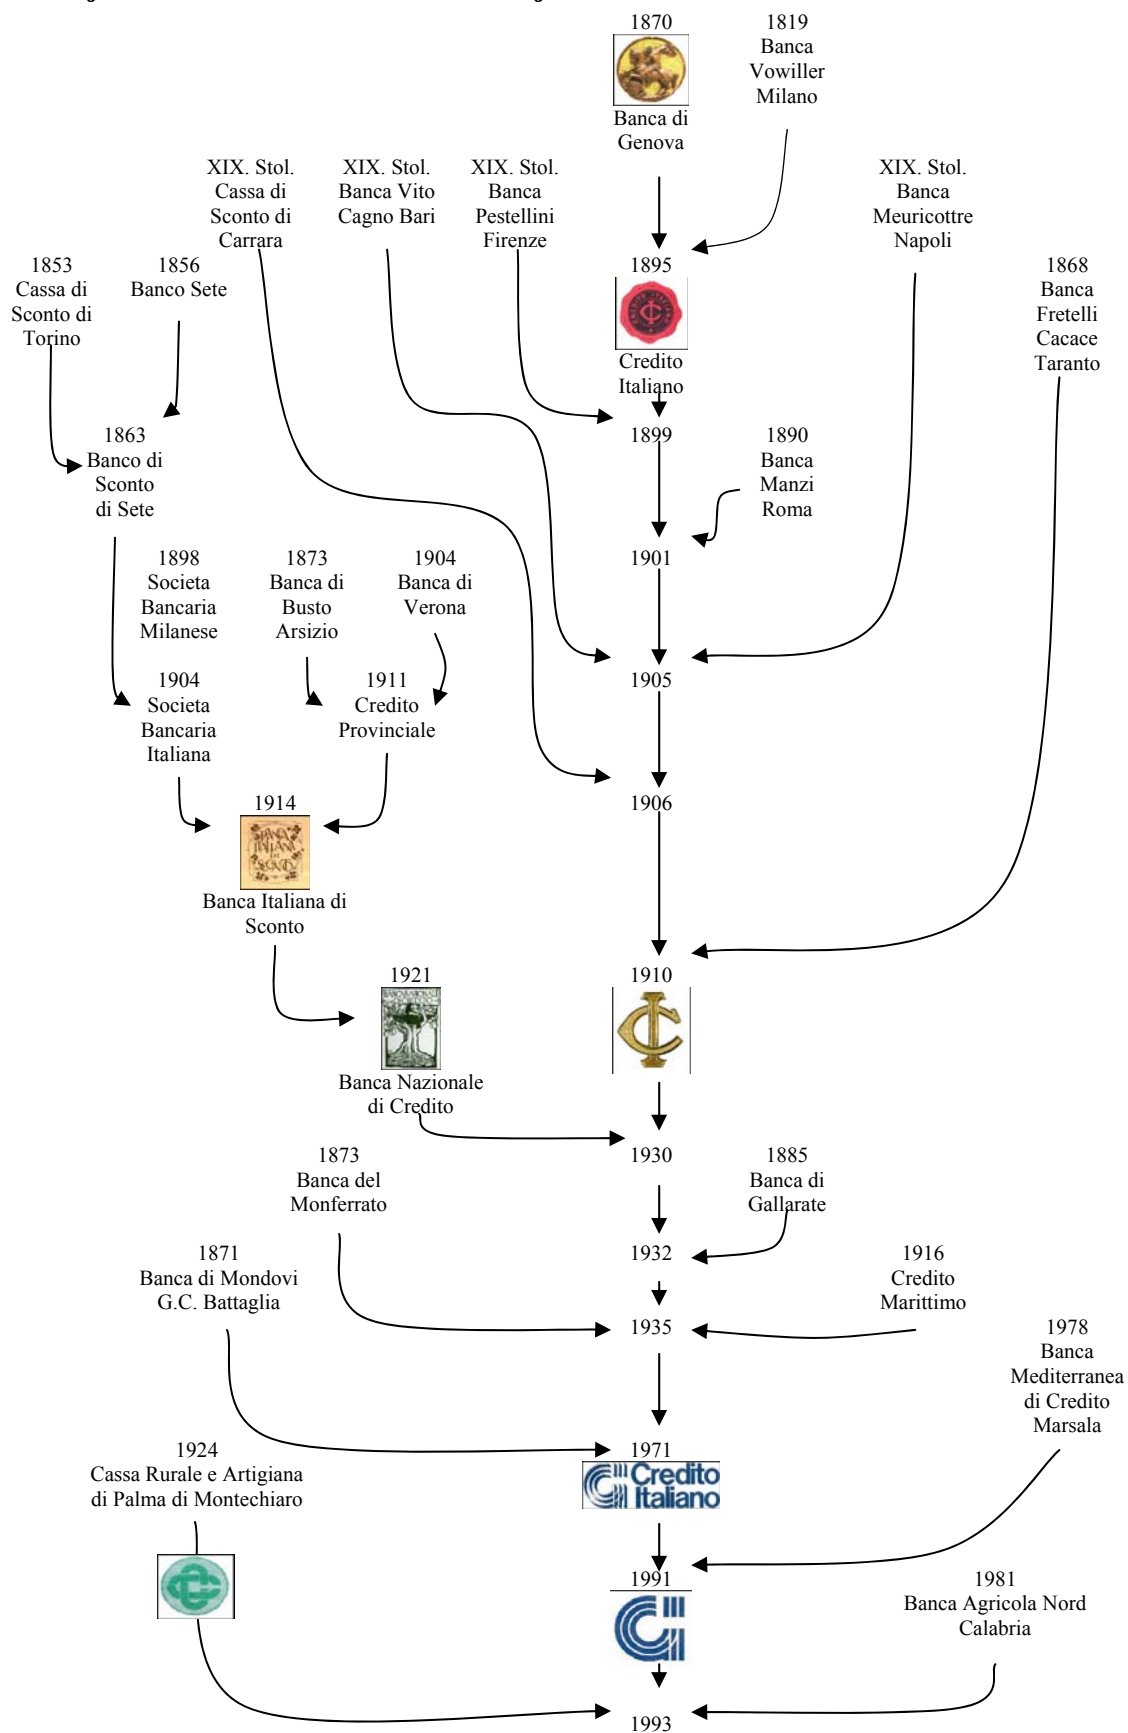 1870
Banca di
Genova
1819
Banca
Vowiller
Milano
XIX. Stol.
Cassa di
Sconto di
Carrara
XIX. Stol.
Banca Vito
Cagno Bari
XIX. Stol.
Banca
Pestellini
Firenze
XIX. Stol.
Banca
Meuricottre
Napoli
1853
Cassa di
Sconto di
Torino
1856
Banco Sete
1895
CREDITO ITALIANO
Credito
Italiano
1868
Banca
Fretelli
Cacace
Taranto
1863
Banco di
Sconto
di Sete
1899
1890
Banca
Manzi
Roma
1901
1898
Societa
Bancaria
Milanese
1873
Banca di
Busto
Arsizio
1904
Banca di
Verona
1904
Societa
Bancaria
Italiana
1911
Credito
Provinciale
1905
1906
1914
BANCA
ITALIANA
DI
SCONTO
Banca Italiana di
Sconto
1921
Banca Nazionale
di Credito
1910
CI
1930
1873
Banca del
Monferrato
1885
Banca di
Gallarate
1932
1871
Banca di Mondovi
G.C. Battaglia
1916
Credito
Marittimo
1935
1978
Banca
Mediterranea
di Credito
Marsala
1924
Cassa Rurale e Artigiana
di Palma di Montechiaro
1971
Credito
Italiano
1991
1981
Banca Agricola Nord
Calabria
1993